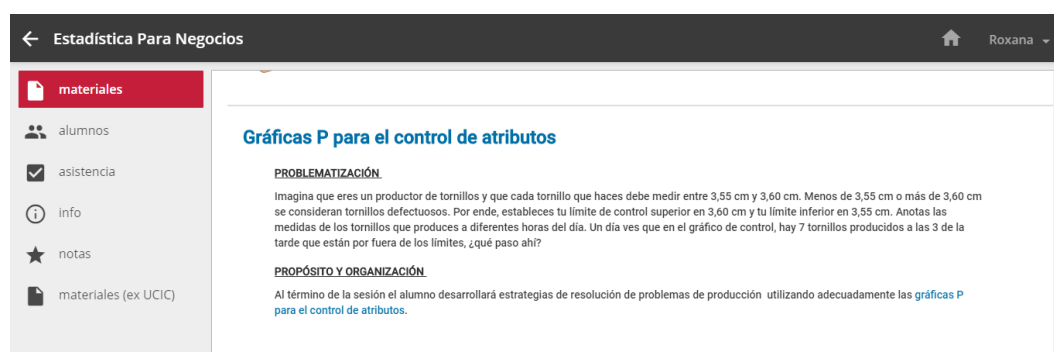 Estadística Para Negocios
Roxana
materiales
alumnos
asistencia
info
notas
materiales (ex UCIC)
Gráficas P para el control de atributos
PROBLEMATIZACIÓN
Imagina que eres un productor de tornillos y que cada tornillo que haces debe medir entre 3,55 cm y 3,60 cm. Menos de 3,55 cm o más de 3,60 cm
se consideran tornillos defectuosos. Por ende, estableces tu límite de control superior en 3,60 cm y tu límite inferior en 3,55 cm. Anotas las
medidas de los tornillos que produces a diferentes horas del día. Un día ves que en el gráfico de control, hay 7 tornillos producidos a las 3 de la
tarde que están por fuera de los límites, ¿qué paso ahí?
PROPÓSITO Y ORGANIZACIÓN
Al término de la sesión el alumno desarrollará estrategias de resolución de problemas de producción utilizando adecuadamente las gráficas P
para el control de atributos.